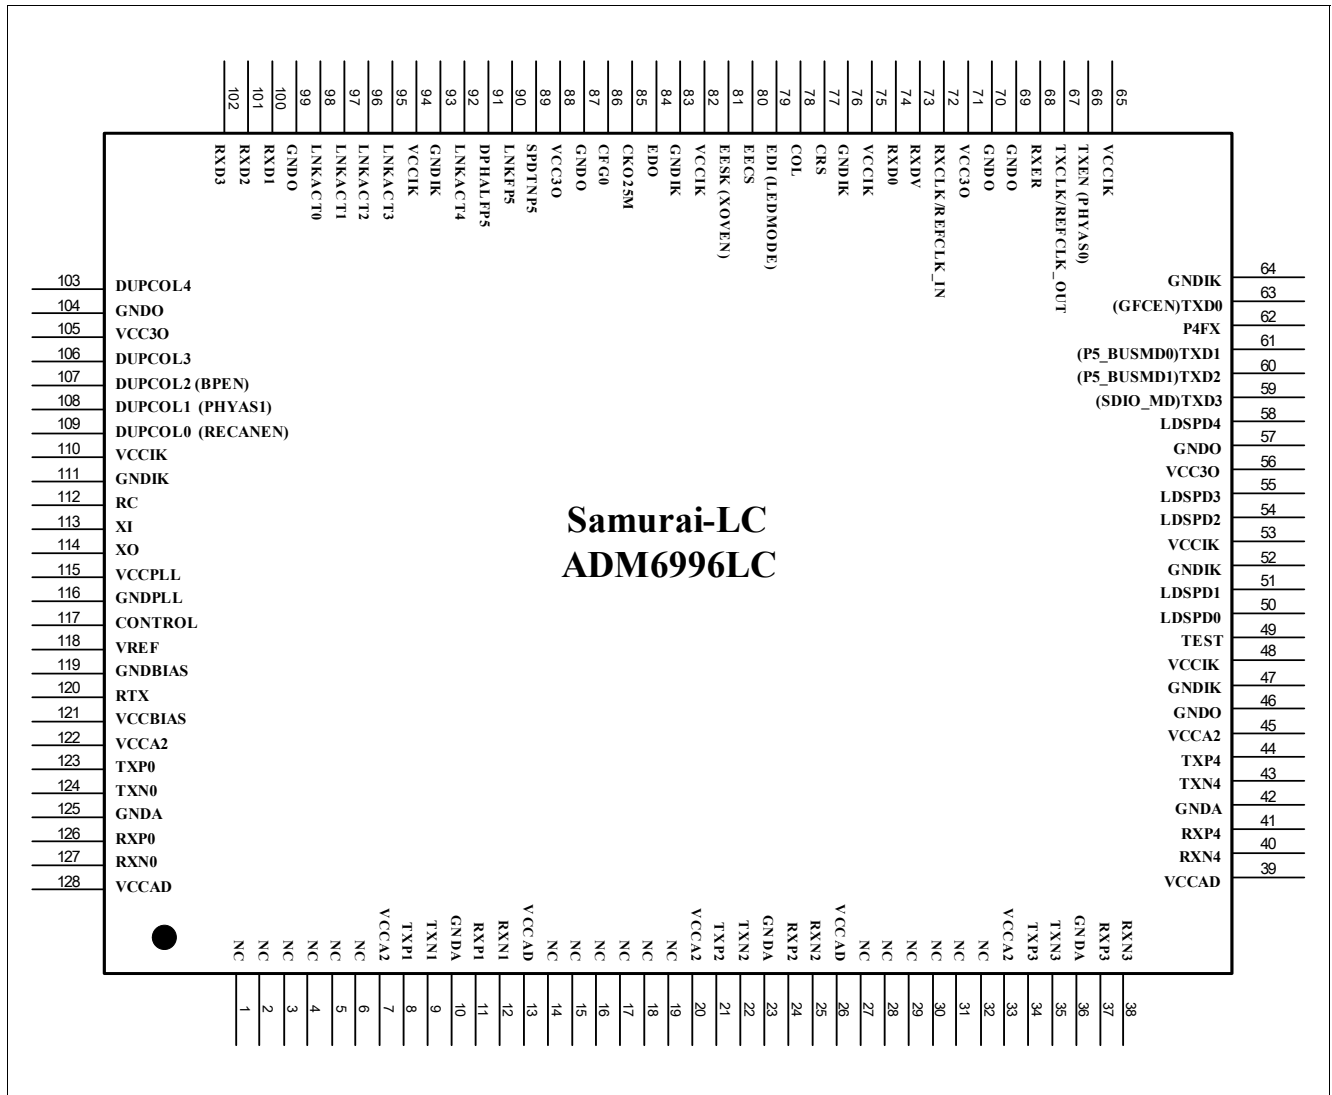 102 101 100 99 98 97 96 95 94 93 92 91 90 89 88 87 86 85 84 83 82 81 80 79 78 77 76 75 74 73 72 71 70 69 68 67 66 65
RXD3
RXD2
RXD1
GNDO
LNKACT0
LNKACT1
LNKACT2
LNKACT3
VCCIK
GNDIK
LNKACT4
DPHALFP5
LNKFP5
SPDTNP5
VCC3O
GNDO
CFG0
CKO25M
EDO
GNDIK
VCCIK
EESK (XOVEN)
EECS
EDI (LEDMODE)
COL
CRS
GNDIK
VCCIK
RXD0
RXDV
RXCLK/REFCLK_IN
VCC3O
GNDO
GNDO
RXER
TXCLK/REFCLK_OUT
TXEN (PHYAS0)
VCCIK
103 DUPCOL4
104 GNDO
105 VCC3O
106 DUPCOL3
107 DUPCOL2 (BPEN)
108 DUPCOL1 (PHYAS1)
109 DUPCOL0 (RECANEN)
110 VCCIK
111 GNDIK
112 RC
113 XI
114 XO
115 VCCPLL
116 GNDPLL
117 CONTROL
118 VREF
119 GNDBIAS
120 RTX
121 VCCBIAS
122 VCCA2
123 TXP0
124 TXN0
125 GNDA
126 RXP0
127 RXN0
128 VCCAD
Samurai-LC
ADM6996LC
GNDIK 64
(GFCEN)TXD0 63
P4FX 62
(P5_BUSMD0)TXD1 61
(P5_BUSMD1)TXD2 60
(SDIO_MD)TXD3 59
LDSPD4 58
GNDO 57
VCC3O 56
LDSPD3 55
LDSPD2 54
VCCIK 53
GNDIK 52
LDSPD1 51
LDSPD0 50
TEST 49
VCCIK 48
GNDIK 47
GNDO 46
VCCA2 45
TXP4 44
TXN4 43
GNDA 42
RXP4 41
RXN4 40
VCCAD 39
NC
NC
NC
NC
NC
NC
VCCA2
TXP1
TXN1
GNDA
RXP1
RXN1
VCCAD
NC
NC
NC
NC
NC
NC
VCCA2
TXP2
TXN2
GNDA
RXP2
RXN2
VCCAD
NC
NC
NC
NC
NC
NC
VCCA2
TXP3
TXN3
GNDA
RXP3
RXN3
1 2 3 4 5 6 7 8 9 10 11 12 13 14 15 16 17 18 19 20 21 22 23 24 25 26 27 28 29 30 31 32 33 34 35 36 37 38